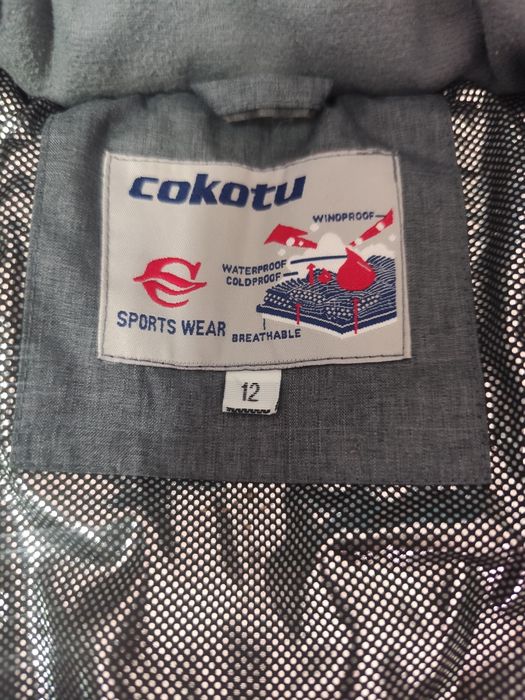 cokotu
WINDPROOF
WATERPROOF
COLDPROOF
SPORTS WEAR
BREATHABLE
12